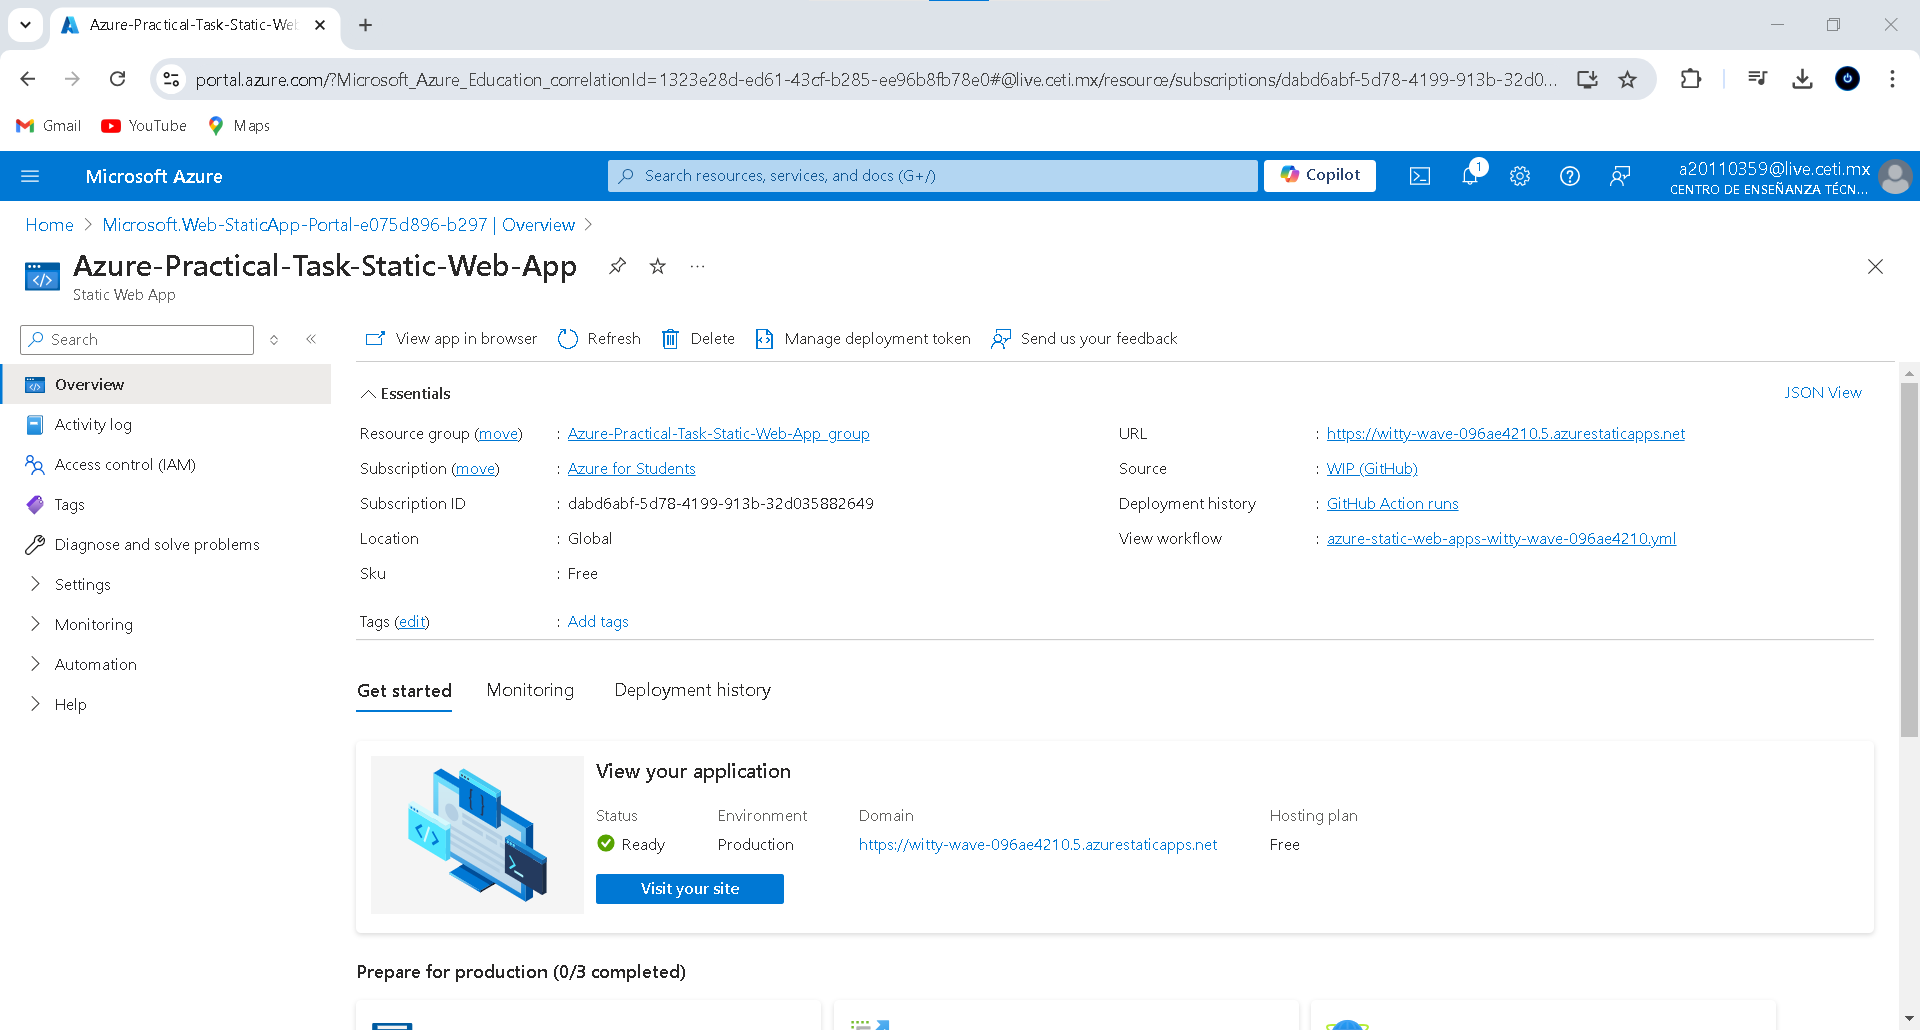 Azure-Practical-Task-Static-Web
portal.azure.com/?Microsoft_Azure_Education_correlationId=1323e28d-ed61-43cf-b285-ee96b8fb78e0#@live.ceti.mx/resource/subscriptions/dabd6abf-5d78-4199-913b-32d0...
Gmail YouTube Maps
Microsoft Azure
Search resources, services, and docs (G+/)
Copilot
1
a20110359@live.ceti.mx
CENTRO DE ENSEÑANZA TÉCN...
Home > Microsoft.Web-StaticApp-Portal-e075d896-b297 | Overview >
Azure-Practical-Task-Static-Web-App
Static Web App
Search
View app in browser Refresh Delete Manage deployment token Send us your feedback
Overview
Activity log
Access control (IAM)
Tags
Diagnose and solve problems
Settings
Monitoring
Automation
Help
Essentials
JSON View
Resource group (move) : Azure-Practical-Task-Static-Web-App_group
Subscription (move) : Azure for Students
Subscription ID : dabd6abf-5d78-4199-913b-32d035882649
Location : Global
Sku : Free
Tags (edit) : Add tags
URL : https://witty-wave-096ae4210.5.azurestaticapps.net
Source : WIP (GitHub)
Deployment history : GitHub Action runs
View workflow : azure-static-web-apps-witty-wave-096ae4210.yml
Get started Monitoring Deployment history
View your application
Status Environment Domain Hosting plan
Ready Production https://witty-wave-096ae4210.5.azurestaticapps.net Free
Visit your site
Prepare for production (0/3 completed)